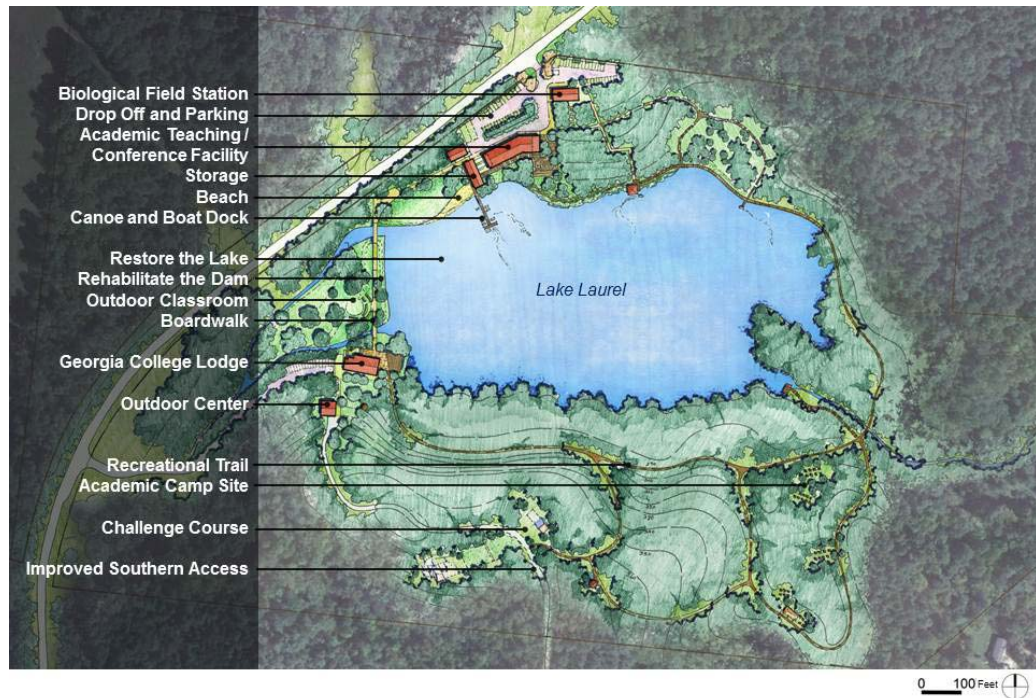 Biological Field Station
Drop Off and Parking
Academic Teaching /
Conference Facility
Storage
Beach
Canoe and Boat Dock
Restore the Lake
Rehabilitate the Dam
Outdoor Classroom
Boardwalk
Georgia College Lodge
Outdoor Center
Recreational Trail
Academic Camp Site
Challenge Course
Improved Southern Access
Lake Laurel
0 100 Feet